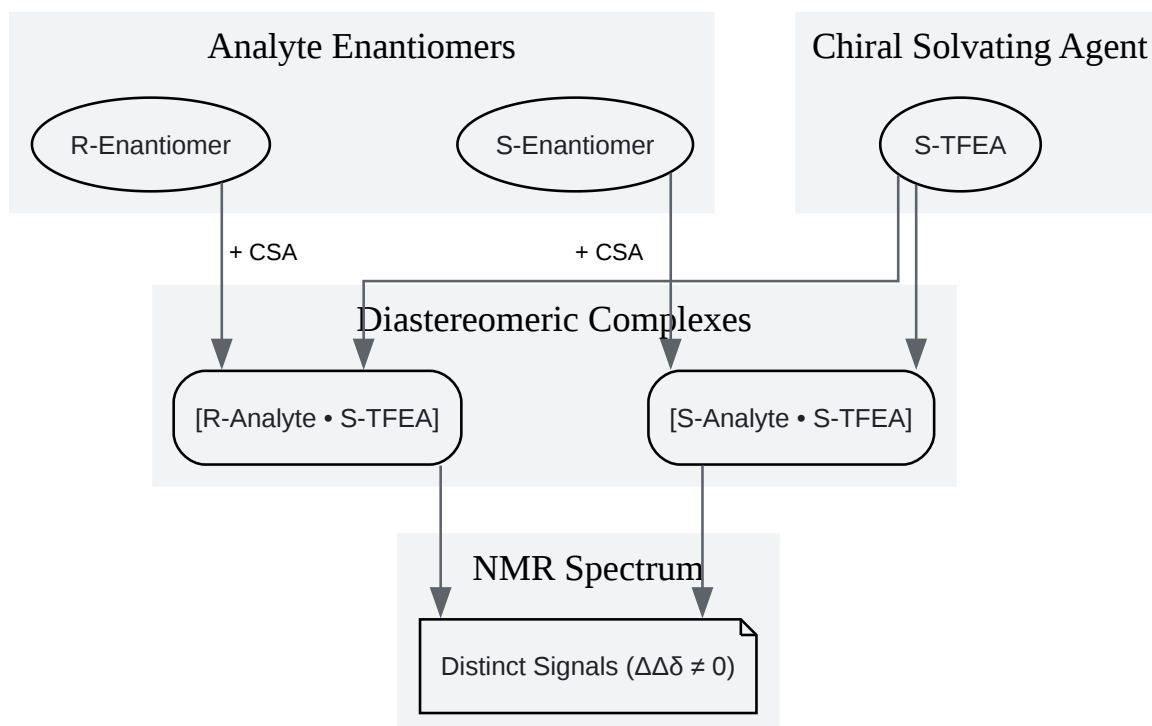 Analyte Enantiomers
Chiral Solvating Agent
R-Enantiomer
S-Enantiomer
S-TFEA
+ CSA
+ CSA
Diastereomeric Complexes
[R-Analyte • S-TFEA]
[S-Analyte • S-TFEA]
NMR Spectrum
Distinct Signals (ΔΔδ ≠ 0)